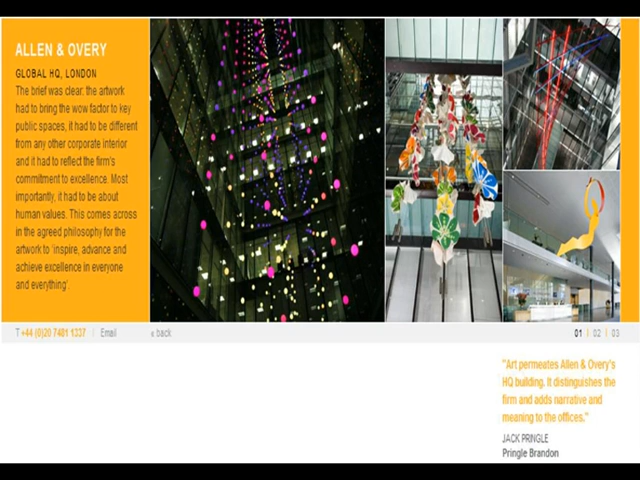 ALLEN & OVERY
GLOBAL HQ, LONDON
The brief was clear: the artwork
had to bring the wow factor to key
public spaces, it had to be different
from any other corporate interior
and it had to reflect the firm's
commitment to excellence. Most
importantly, it had to be about
human values. This comes across
in the agreed philosophy for the
artwork to 'inspire, advance and
achieve excellence in everyone
and everything'.
T +44 (0)20 7481 1337 | Email
« back
01 | 02 | 03
"Art permeates Allen & Overy's
HQ building. It distinguishes the
firm and adds narrative and
meaning to the offices."
JACK PRINGLE
Pringle Brandon